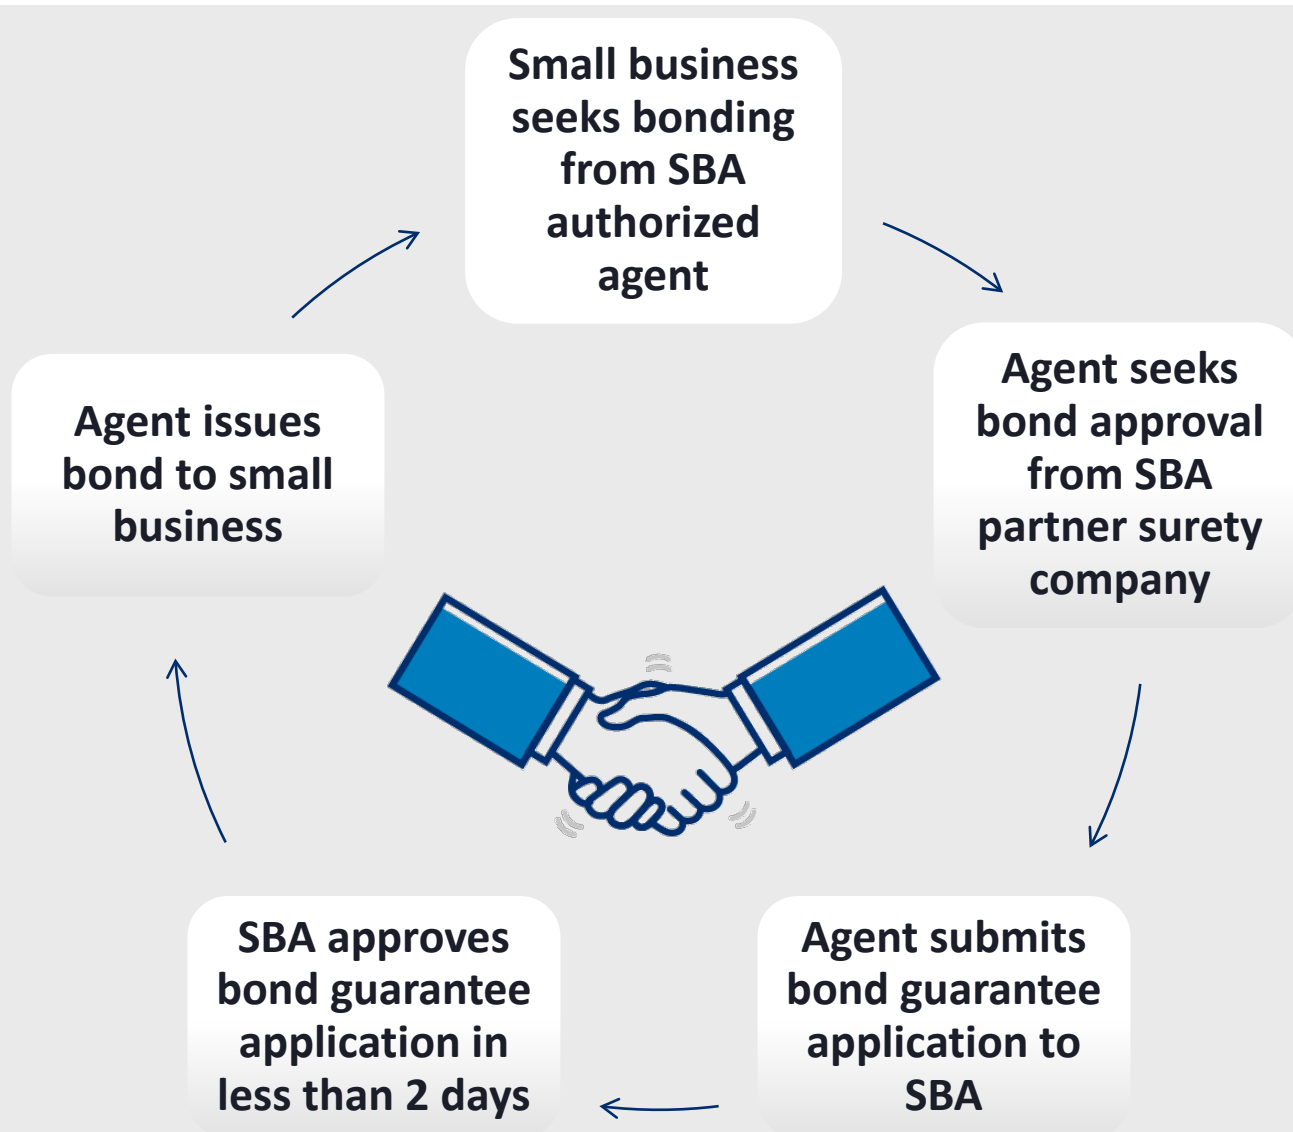 Small business
seeks bonding
from SBA
authorized
agent
Agent seeks
bond approval
from SBA
partner surety
company
Agent submits
bond guarantee
application to
SBA
SBA approves
bond guarantee
application in
less than 2 days
Agent issues
bond to small
business